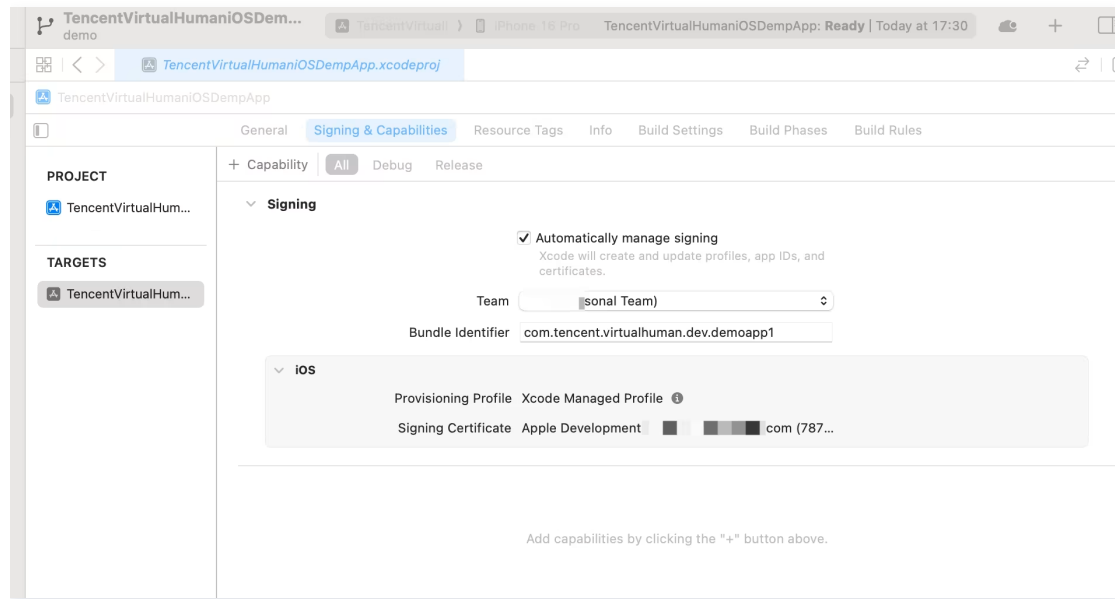 TencentVirtualHumaniOSDem...
demo
TencentVirtuall 〉 iPhone 16 Pro
TencentVirtualHumaniOSDempApp: Ready | Today at 17:30
TencentVirtualHumaniOSDempApp.xcodeproj
TencentVirtualHumaniOSDempApp
General Signing & Capabilities Resource Tags Info Build Settings Build Phases Build Rules
+ Capability All Debug Release
PROJECT
TencentVirtualHum...
TARGETS
TencentVirtualHum...
Signing
Automatically manage signing
Xcode will create and update profiles, app IDs, and
certificates.
Team sonal Team)
Bundle Identifier com.tencent.virtualhuman.dev.demoapp1
iOS
Provisioning Profile Xcode Managed Profile
Signing Certificate Apple Development com (787...
Add capabilities by clicking the "+" button above.